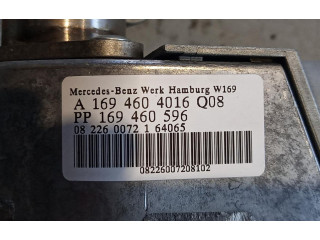 Mercedes-Benz Werk Hamburg W169
A 169 460 4016 Q08
PP 169 460 596
08 226 0072 1 64065
08226007208102